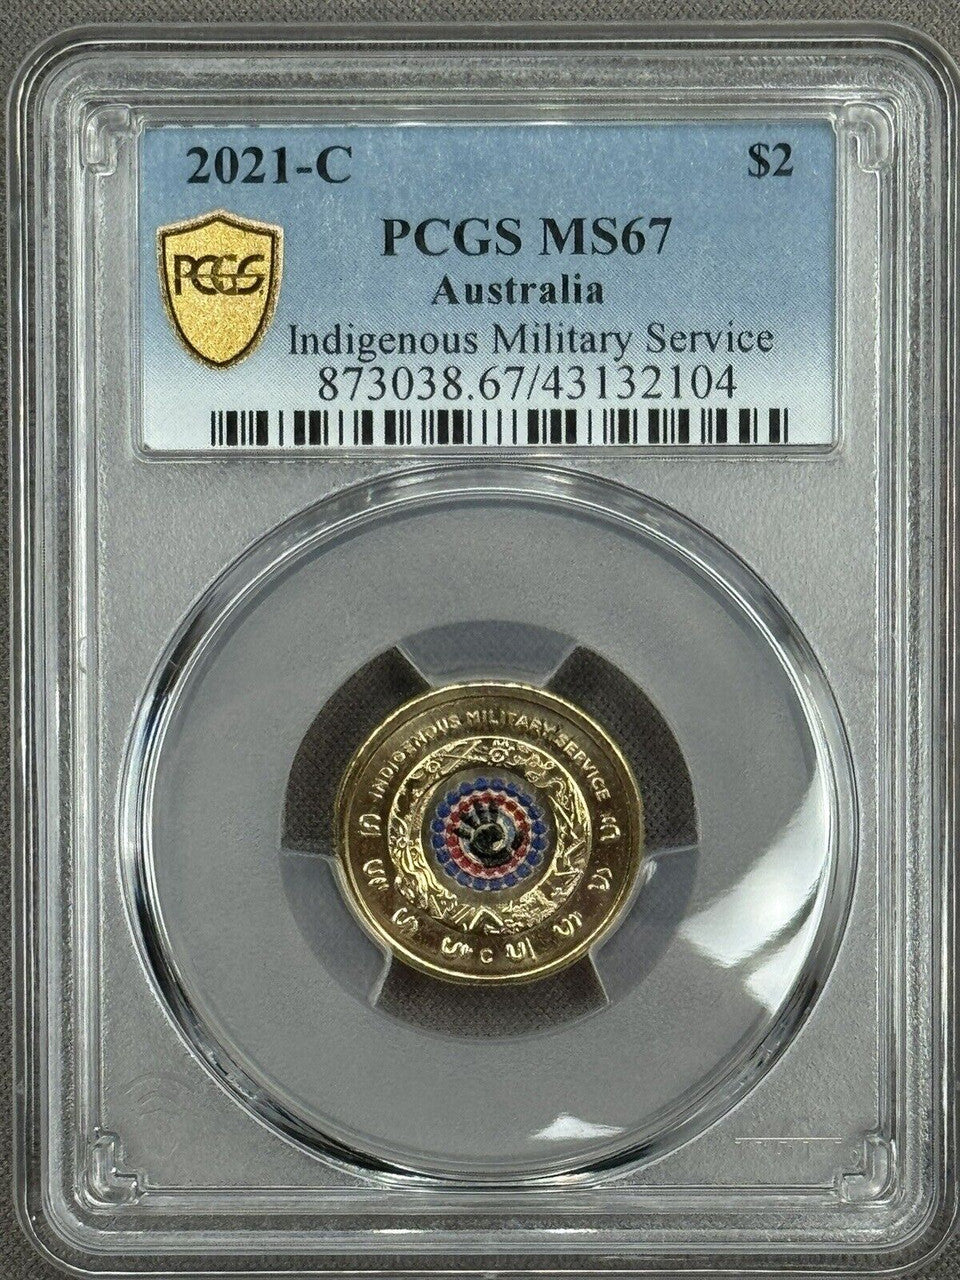 2021-C $2
PCGS MS67
PCGS
Australia
Indigenous Military Service
873038.67/43132104
INDIGENOUS MILITARY SERVICE
C